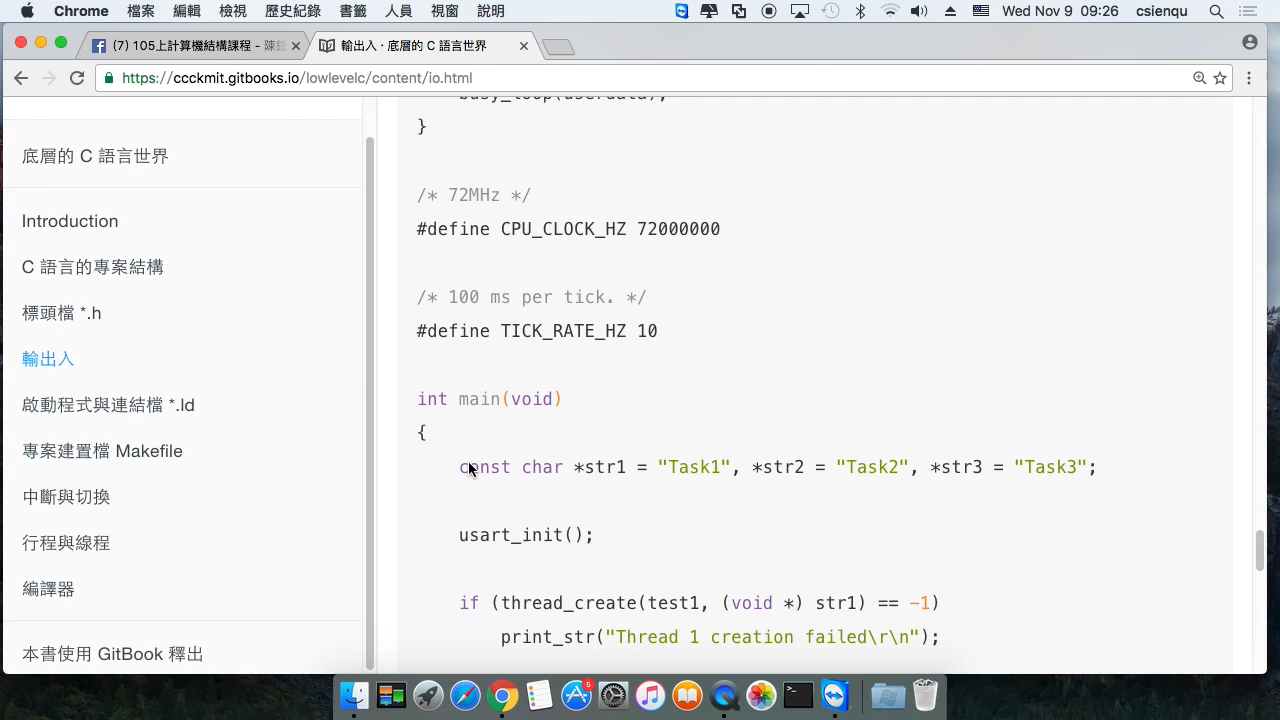 Chrome 檔案 編輯 檢視 歷史紀錄 書籤 人員 視窗 說明 Wed Nov 9 09:26 csienqu
(7) 105上計算機結構課程 - 陳 輸出入 · 底層的 C 語言世界
https://ccckmit.gitbooks.io/lowlevelc/content/io.html
底層的 C 語言世界
Introduction
C 語言的專案結構
標頭檔 *.h
輸出入
啟動程式與連結檔 *.ld
專案建置檔 Makefile
中斷與切換
行程與線程
編譯器
本書使用 GitBook 釋出
busy_loop(userdata);
}
/* 72MHz */
#define CPU_CLOCK_HZ 72000000
/* 100 ms per tick. */
#define TICK_RATE_HZ 10
int main(void)
{
const char *str1 = "Task1", *str2 = "Task2", *str3 = "Task3";
usart_init();
if (thread_create(test1, (void *) str1) == -1)
print_str("Thread 1 creation failed\r\n");
6